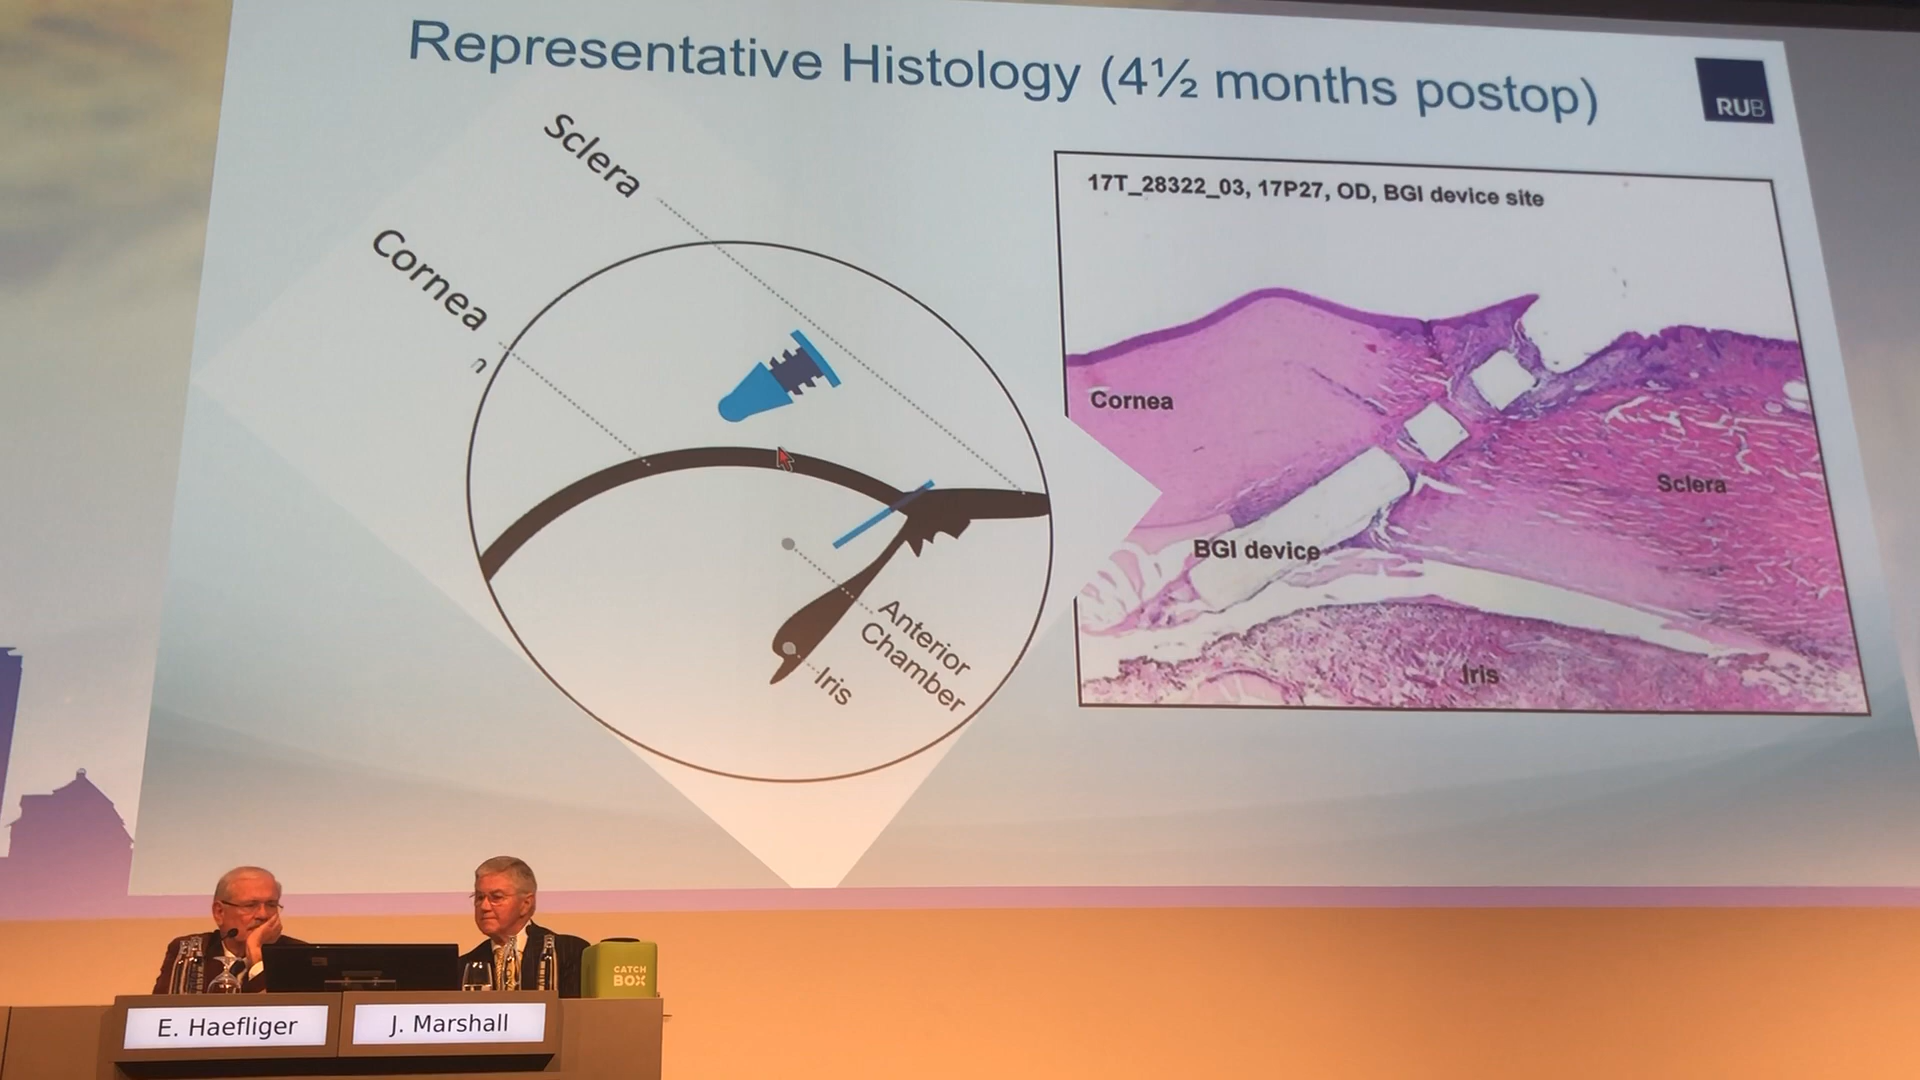 Representative Histology (4½ months postop)
RUB
Sclera
Cornea
n
Anterior
Chamber
Iris
17T_28322_03, 17P27, OD, BGI device site
Cornea
Sclera
BGI device
Iris
CATCH
BOX
E. Haefliger
J. Marshall